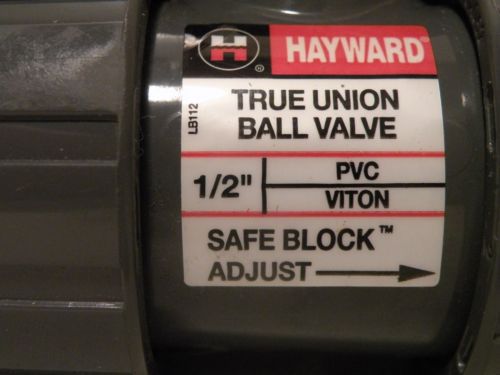 H ® HAYWARD
LB112
TRUE UNION
BALL VALVE
1/2"
PVC
VITON
SAFE BLOCK™
ADJUST